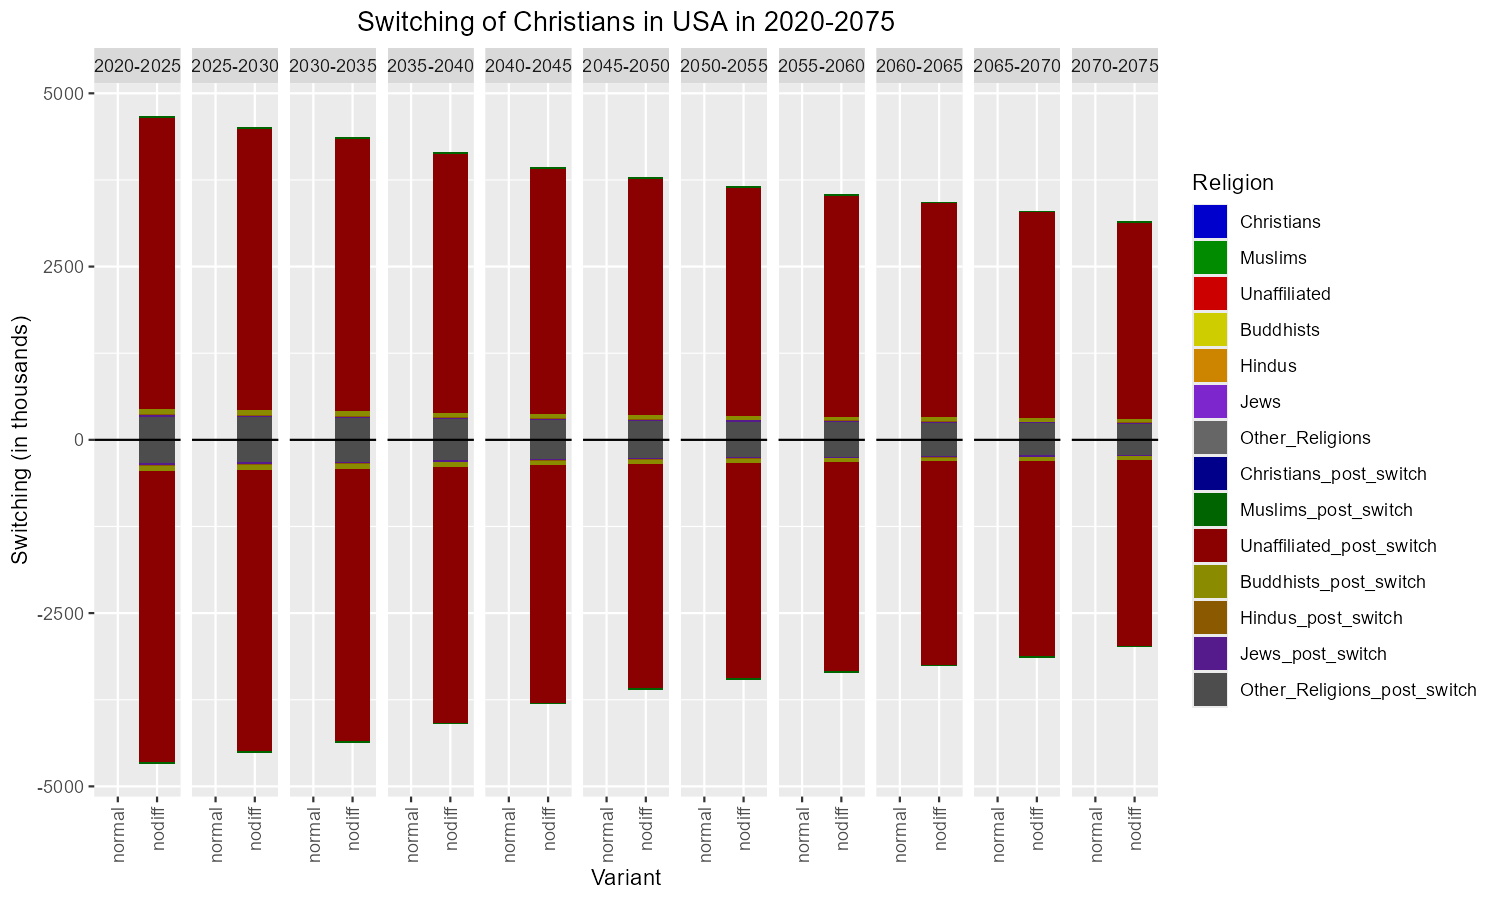 Switching of Christians in USA in 2020-2075
2020-2025 2025-2030 2030-2035 2035-2040 2040-2045 2045-2050 2050-2055 2055-2060 2060-2065 2065-2070 2070-2075
5000
2500
0
-2500
-5000
Switching (in thousands)
normal nodiff normal nodiff normal nodiff normal nodiff normal nodiff normal nodiff normal nodiff normal nodiff normal nodiff normal nodiff normal nodiff
Variant
Religion
Christians
Muslims
Unaffiliated
Buddhists
Hindus
Jews
Other_Religions
Christians_post_switch
Muslims_post_switch
Unaffiliated_post_switch
Buddhists_post_switch
Hindus_post_switch
Jews_post_switch
Other_Religions_post_switch